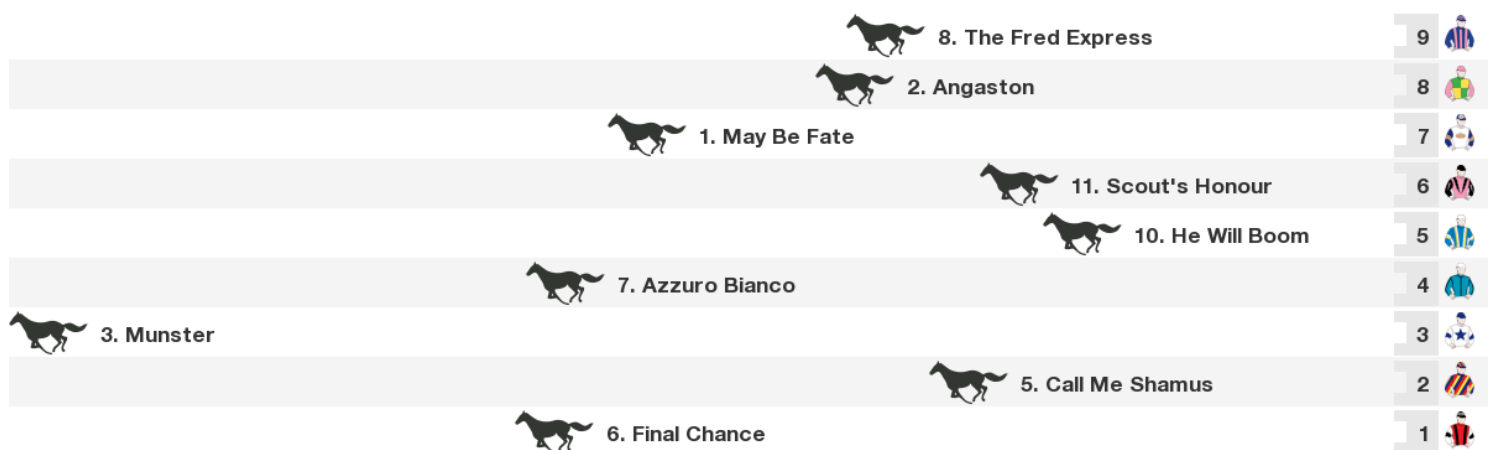 8. The Fred Express 9
2. Angaston 8
1. May Be Fate 7
11. Scout's Honour 6
10. He Will Boom 5
7. Azzuro Bianco 4
3. Munster 3
5. Call Me Shamus 2
6. Final Chance 1